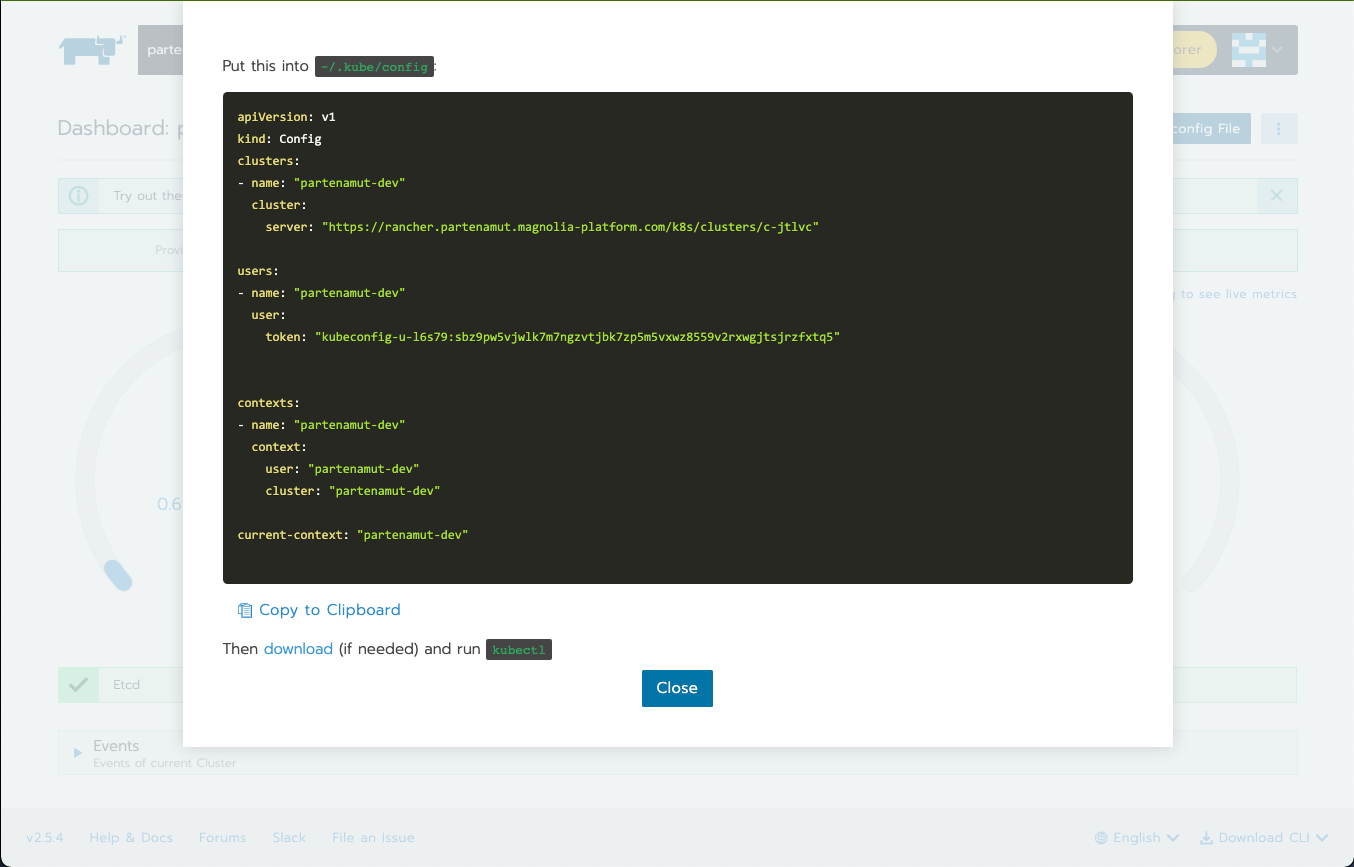 parte
orer
Put this into ~/.kube/config:
Dashboard: p
config File
Try out the
Provi
to see live metrics
apiVersion: v1
kind: Config
clusters:
- name: "partenamut-dev"
  cluster:
    server: "https://rancher.partenamut.magnolia-platform.com/k8s/clusters/c-jtlvc"
users:
- name: "partenamut-dev"
  user:
    token: "kubeconfig-u-l6s79:sbz9pw5vjwlk7m7ngzvtjbk7zp5m5vxwz8559v2rxwgjtsjrzfxtq5"
contexts:
- name: "partenamut-dev"
  context:
    user: "partenamut-dev"
    cluster: "partenamut-dev"
current-context: "partenamut-dev"
0.6
Copy to Clipboard
Then download (if needed) and run kubectl
Close
Etcd
Events
Events of current Cluster
v2.5.4 Help & Docs Forums Slack File an Issue English Download CLI